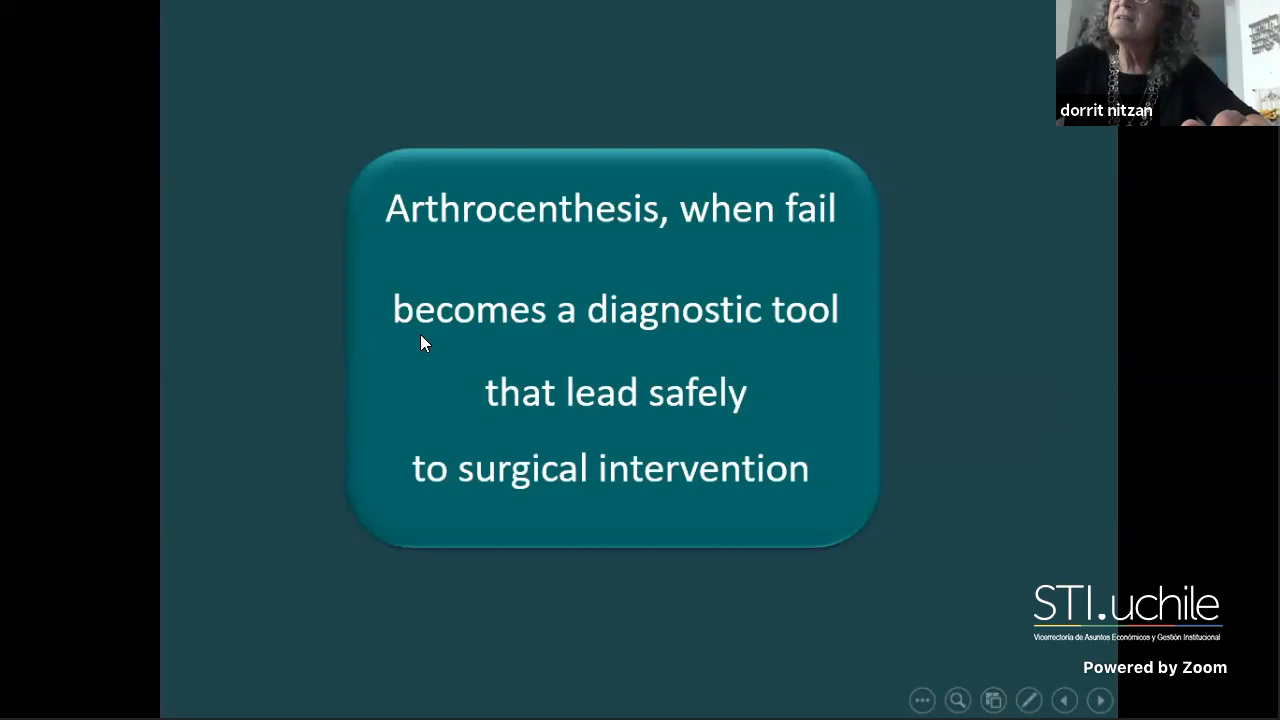 dorrit nitzan
Arthrocenthesis, when fail
becomes a diagnostic tool
that lead safely
to surgical intervention
STI.uchile
Vicerrectoría de Asuntos Económicos y Gestión Institucional
Powered by Zoom